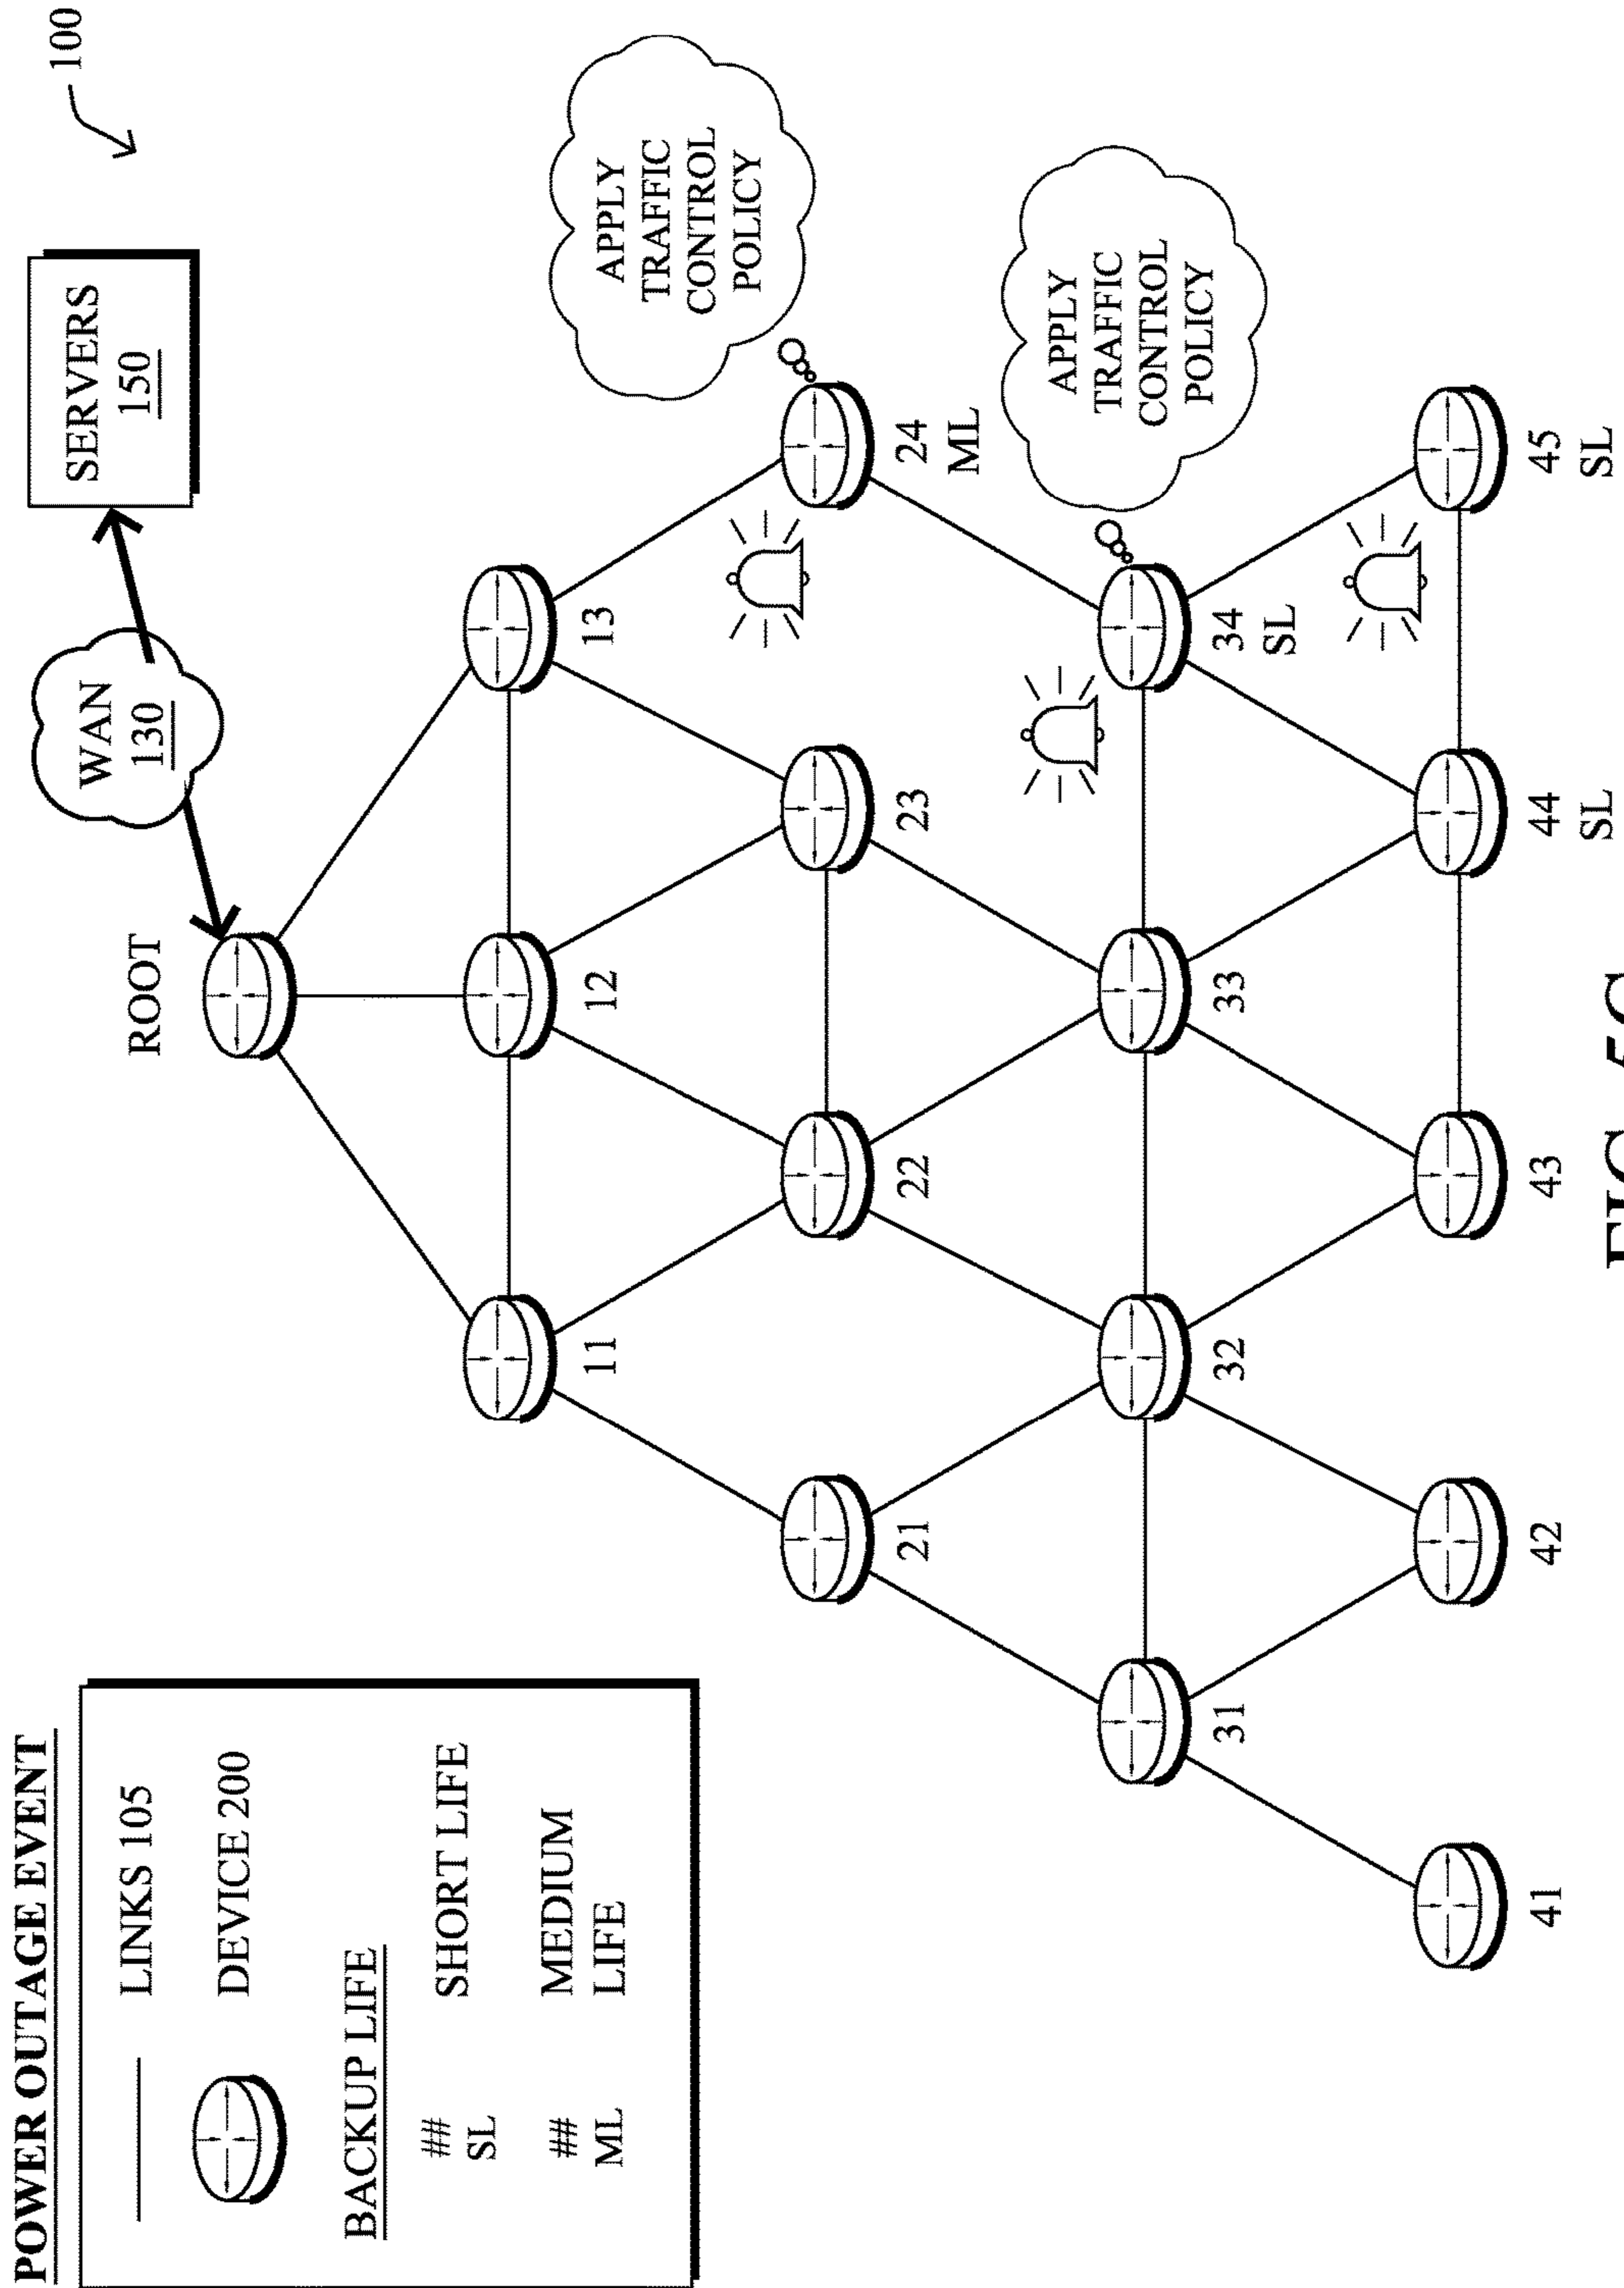 POWER OUTAGE EVENT
LINKS 105
DEVICE 200
BACKUP LIFE
##
SL
SHORT LIFE
##
ML
MEDIUM
LIFE
100
SERVERS
150
WAN
130
ROOT
11
12
13
APPLY
TRAFFIC
CONTROL
POLICY
21
22
23
24
ML
APPLY
TRAFFIC
CONTROL
POLICY
31
32
33
34
SL
41
42
43
44
SL
45
SL
FIG.